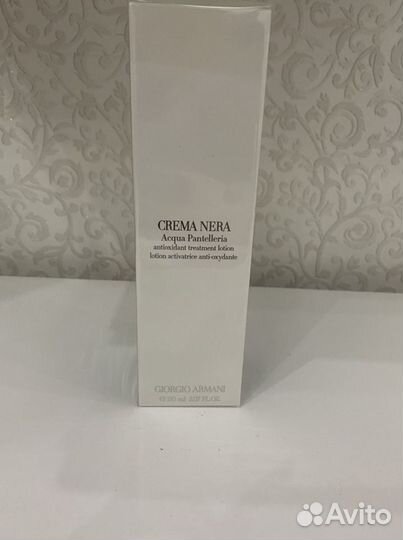 CREMA NERA
Acqua Pantelleria
antioxidant treatment lotion
lotion activatrice anti-oxydante
GIORGIO ARMANI
Avito